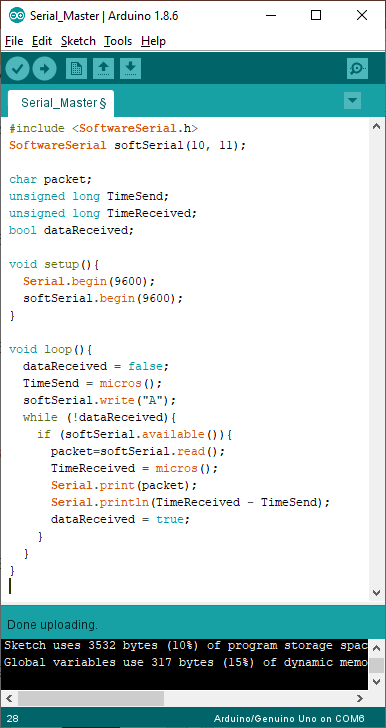 Serial_Master | Arduino 1.8.6
File Edit Sketch Tools Help
Serial_Master §
#include <SoftwareSerial.h>
SoftwareSerial softSerial(10, 11);
char packet;
unsigned long TimeSend;
unsigned long TimeReceived;
bool dataReceived;
void setup(){
  Serial.begin(9600);
  softSerial.begin(9600);
}
void loop(){
  dataReceived = false;
  TimeSend = micros();
  softSerial.write("A");
  while (!dataReceived){
    if (softSerial.available()){
      packet=softSerial.read();
      TimeReceived = micros();
      Serial.print(packet);
      Serial.println(TimeReceived - TimeSend);
      dataReceived = true;
    }
  }
}
Done uploading.
Sketch uses 3532 bytes (10%) of program storage spac
Global variables use 317 bytes (15%) of dynamic memo
28 Arduino/Genuino Uno on COM6